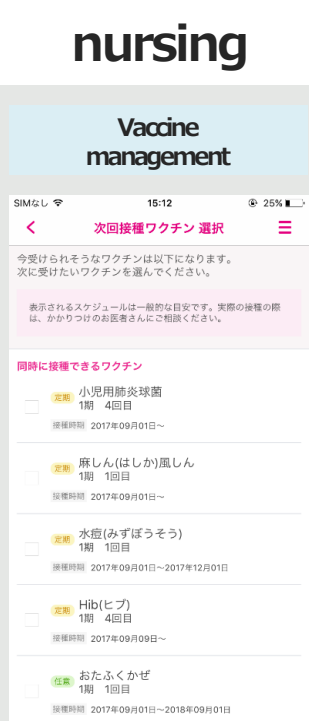 nursing
Vaccine
management
SIMなし 15:12 25%
次回接種ワクチン 選択
今受けられそうなワクチンは以下になります。
次に受けたいワクチンを選んでください。
表示されるスケジュールは一般的な目安です。実際の接種の際
は、かかりつけのお医者さんにご相談ください。
同時に接種できるワクチン
定期 小児用肺炎球菌
1期 4回目
接種時期 2017年09月01日～
定期 麻しん(はしか)風しん
1期 1回目
接種時期 2017年09月01日～
定期 水痘(みずぼうそう)
1期 1回目
接種時期 2017年09月01日～2017年12月01日
定期 Hib(ヒブ)
1期 4回目
接種時期 2017年09月09日～
任意 おたふくかぜ
1期 1回目
接種時期 2017年09月01日～2018年09月01日